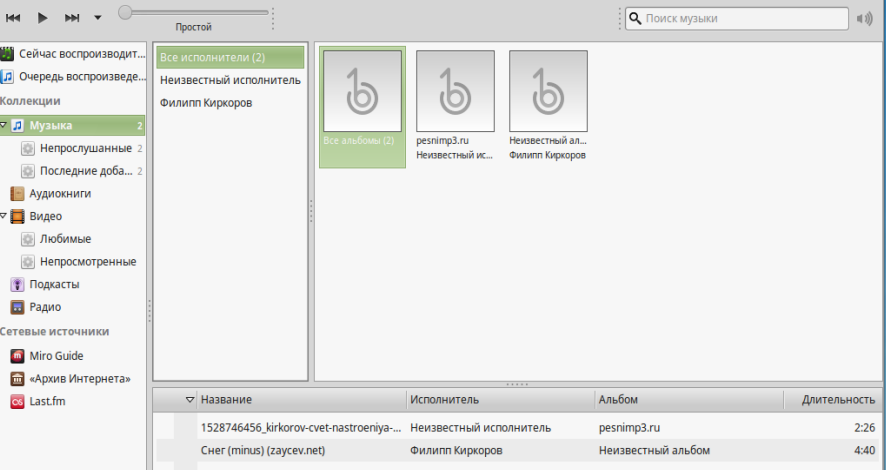 Простой
Поиск музыки
Сейчас воспроизводит...
Очередь воспроизведе...
Коллекции
Музыка 2
Непрослушанные 2
Последние доба... 2
Аудиокниги
Видео
Любимые
Непросмотренные
Подкасты
Радио
Сетевые источники
Miro Guide
«Архив Интернета»
Last.fm
Все исполнители (2)
Неизвестный исполнитель
Филипп Киркоров
Все альбомы (2)
pesnimp3.ru
Неизвестный ис...
Неизвестный ал...
Филипп Киркоров
Название Исполнитель Альбом Длительность
1528746456_kirkorov-cvet-nastroeniya-... Неизвестный исполнитель pesnimp3.ru 2:26
Снег (minus) (zaycev.net) Филипп Киркоров Неизвестный альбом 4:40